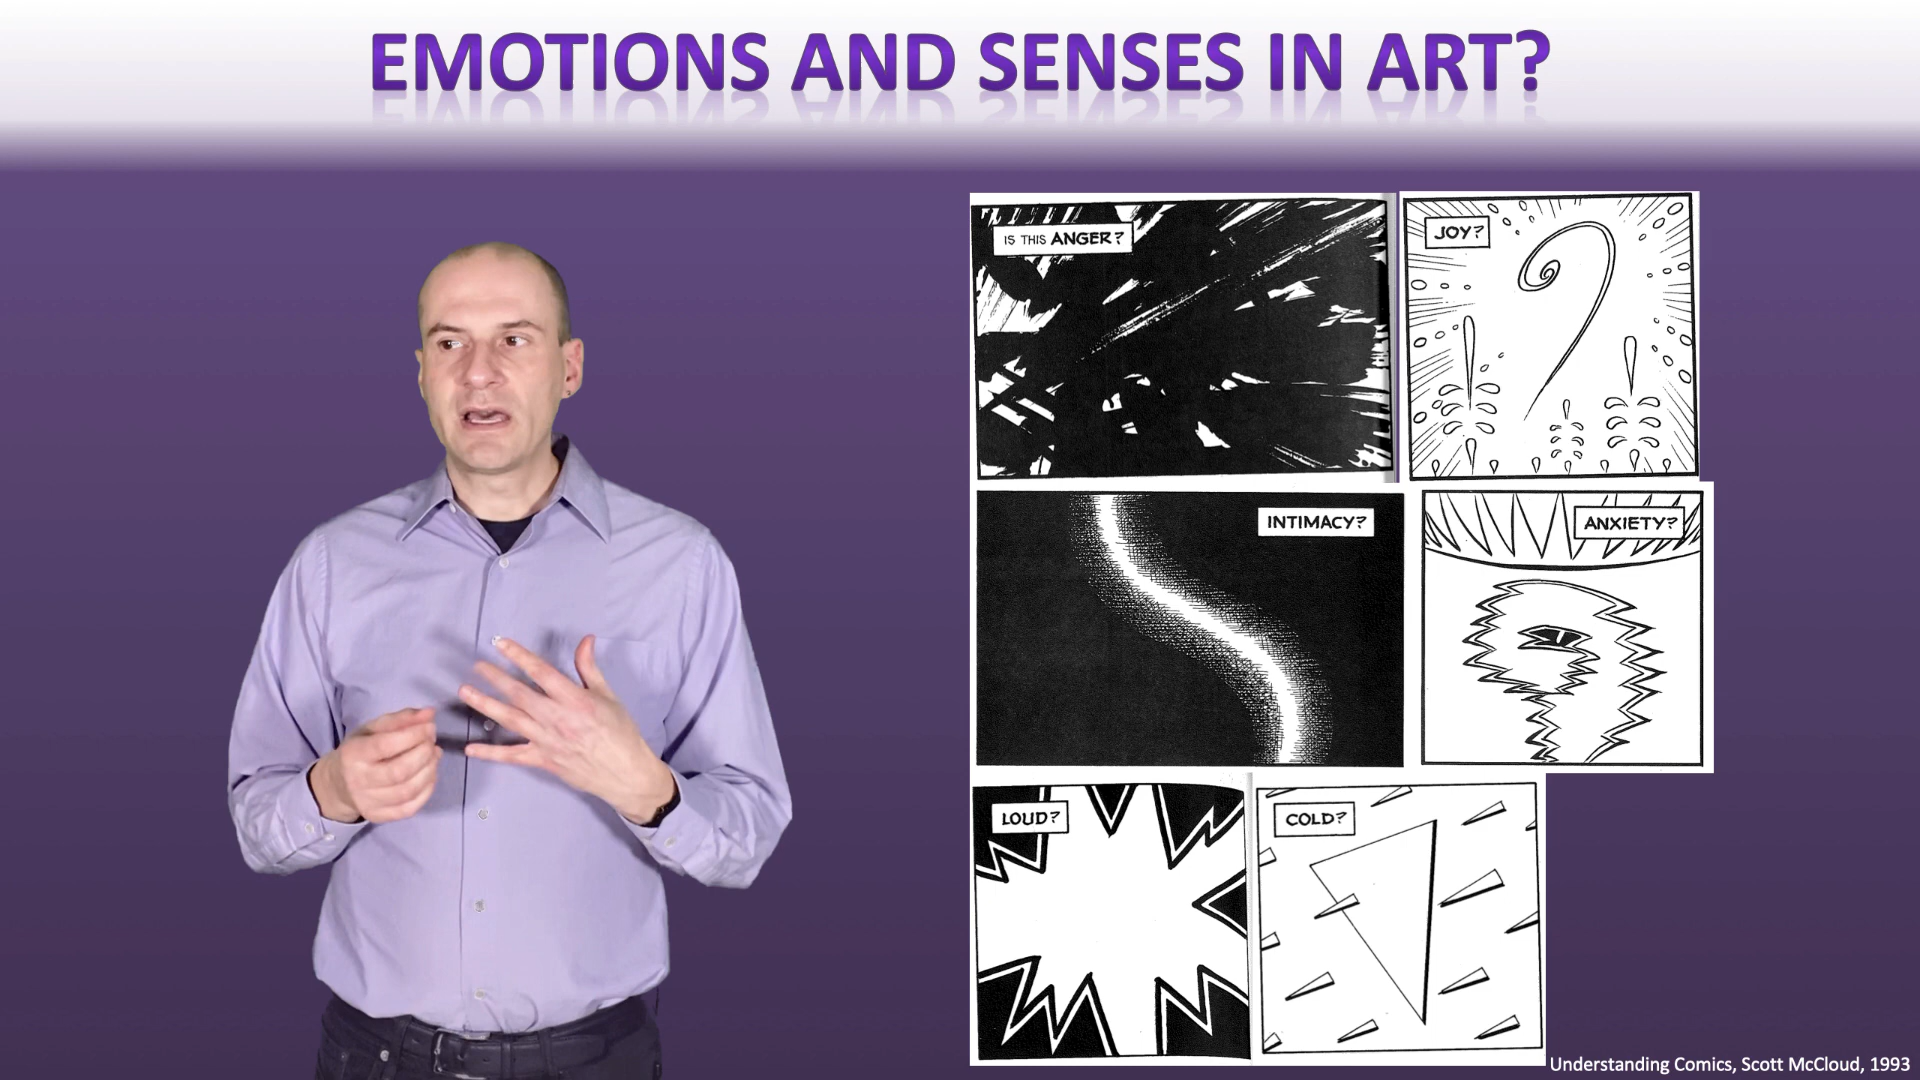 EMOTIONS AND SENSES IN ART?
IS THIS ANGER?
JOY?
INTIMACY?
ANXIETY?
LOUD?
COLD?
Understanding Comics, Scott McCloud, 1993